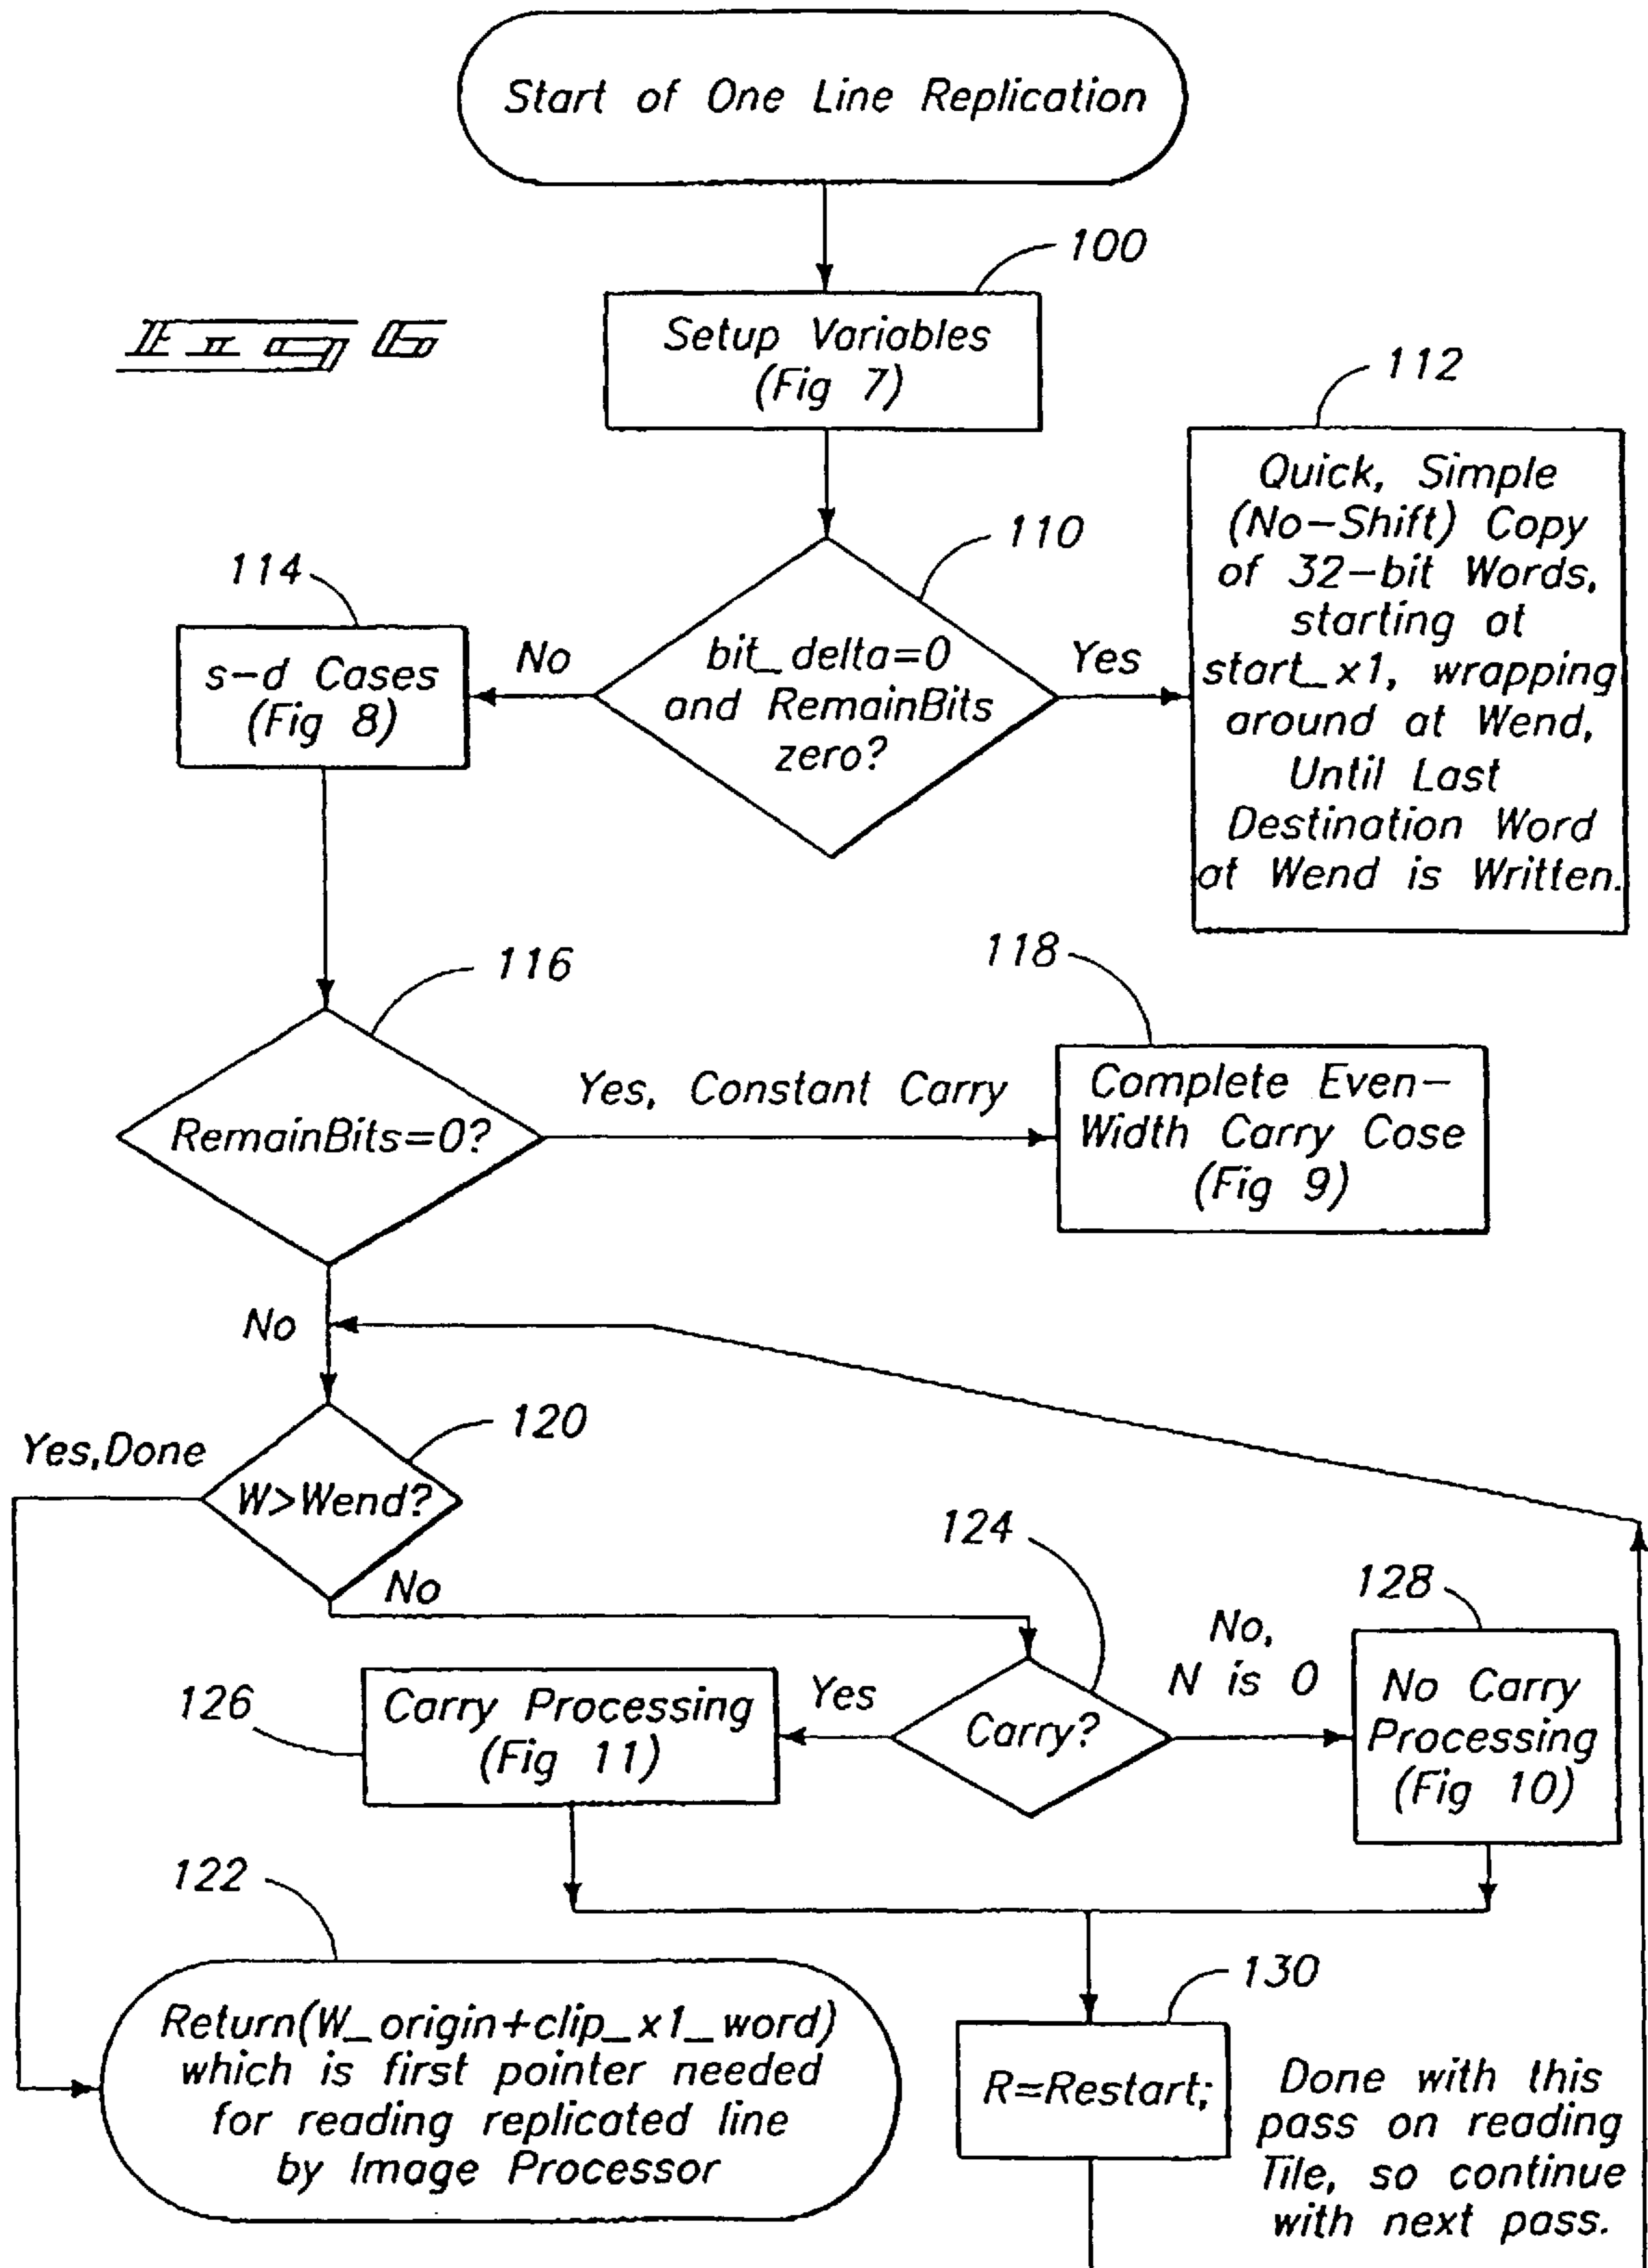 Start of One Line Replication
100
Fig 6
Setup Variables
(Fig 7)
112
Quick, Simple
(No-Shift) Copy
of 32-bit Words,
starting at
start_x1, wrapping
around at Wend,
Until Last
Destination Word
at Wend is Written.
110
114
bit_delta=0
and RemainBits
zero?
No
Yes
s-d Cases
(Fig 8)
116
118
RemainBits=0?
Yes, Constant Carry
Complete Even-
Width Carry Case
(Fig 9)
No
120
Yes,Done
W>Wend?
No
124
128
No,
N is 0
126
Carry Processing
(Fig 11)
Yes
Carry?
No Carry
Processing
(Fig 10)
122
Return(W_origin+clip_x1_word)
which is first pointer needed
for reading replicated line
by Image Processor
130
R=Restart;
Done with this
pass on reading
Tile, so continue
with next pass.